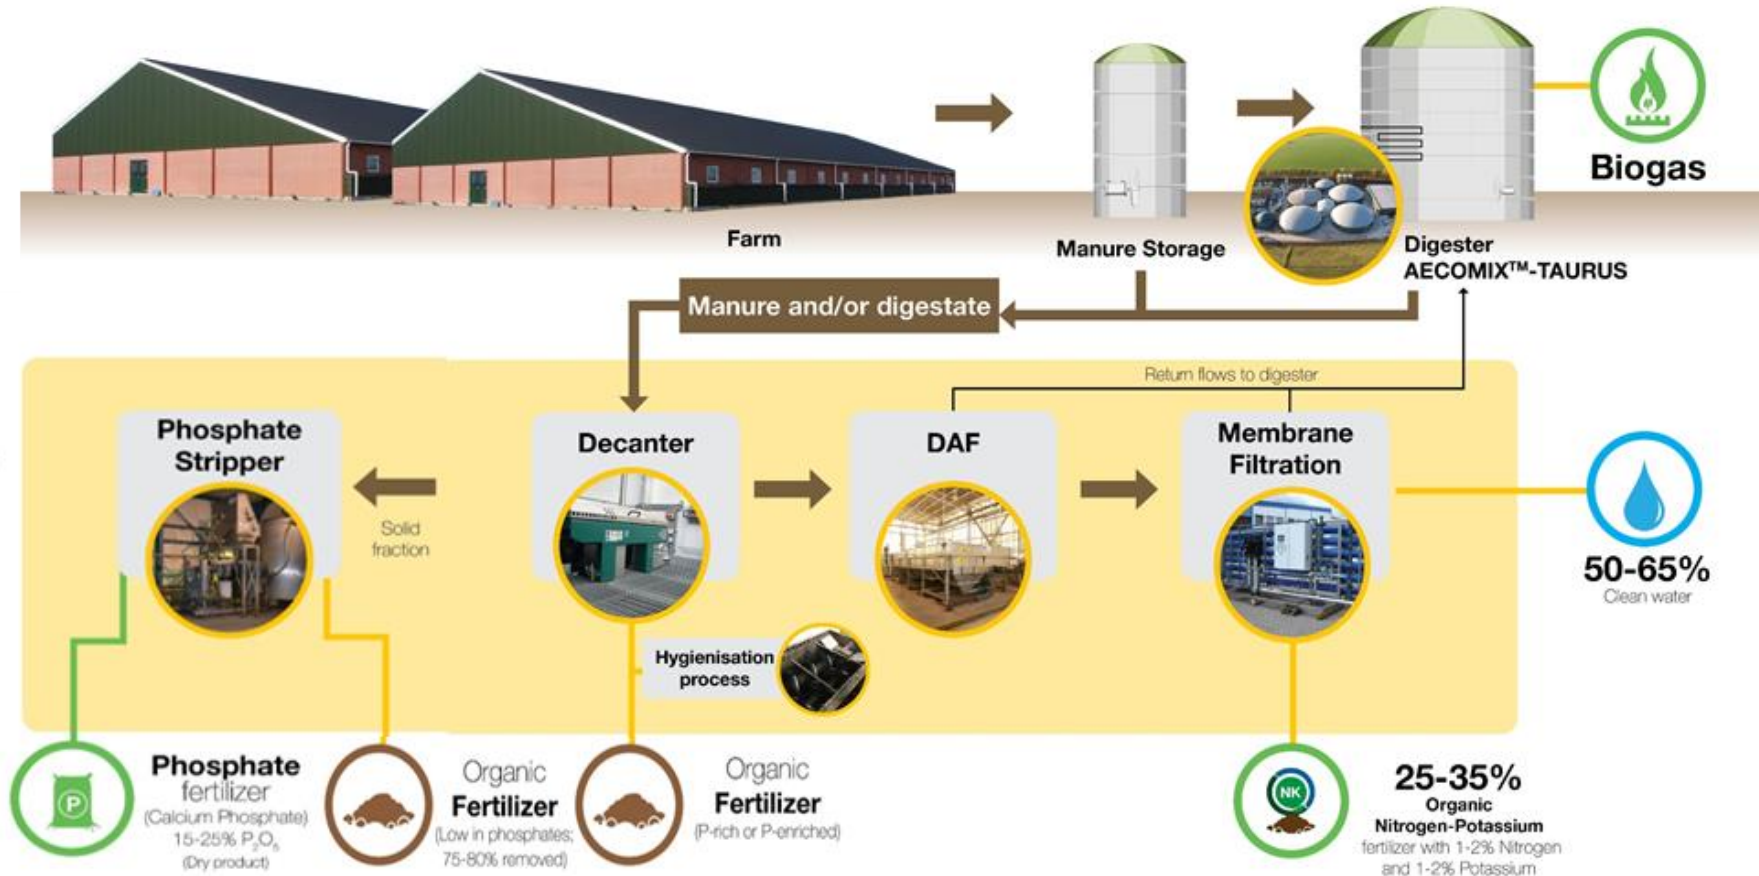 Biogas
Farm
Manure Storage
Digester
AECOMIX™-TAURUS
Manure and/or digestate
Return flows to digester
Phosphate
Stripper
Decanter
DAF
Membrane
Filtration
Solid
fraction
50-65%
Clean water
Hygienisation
process
P
Phosphate
fertilizer
(Calcium Phosphate)
15-25% P₂O₅
(Dry product)
Organic
Fertilizer
(Low in phosphates;
75-80% removed)
Organic
Fertilizer
(P-rich or P-enriched)
NK
25-35%
Organic
Nitrogen-Potassium
fertilizer with 1-2% Nitrogen
and 1-2% Potassium